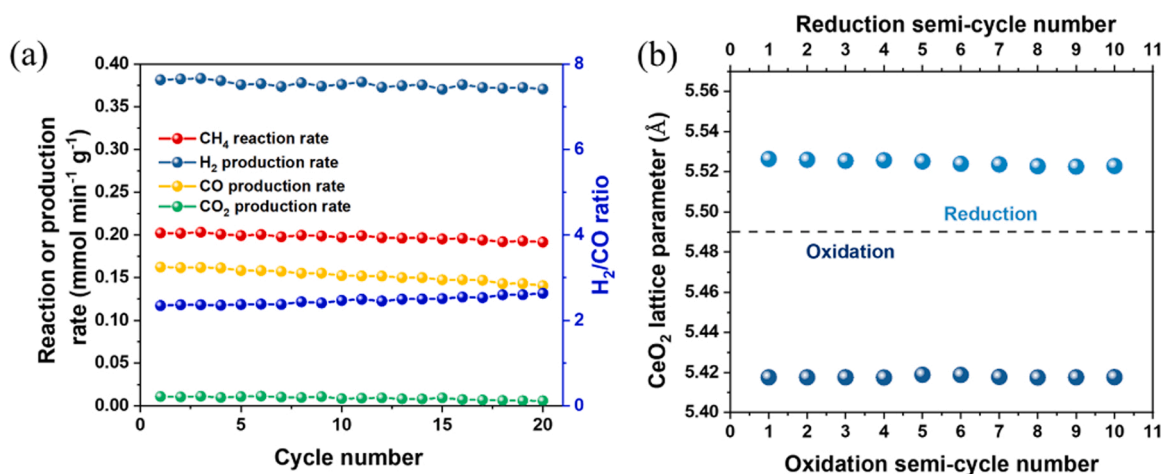 (a)
Reaction or production
rate (mmol min⁻¹ g⁻¹)
0.40
0.35
0.30
0.25
0.20
0.15
0.10
0.05
0.00
CH₄ reaction rate
H₂ production rate
CO production rate
CO₂ production rate
0 5 10 15 20
Cycle number
8
6
4
2
0
H₂/CO ratio
(b)
Reduction semi-cycle number
0 1 2 3 4 5 6 7 8 9 10 11
CeO₂ lattice parameter (Å)
5.56
5.54
5.52
5.50
5.48
5.46
5.44
5.42
5.40
Reduction
Oxidation
0 1 2 3 4 5 6 7 8 9 10 11
Oxidation semi-cycle number